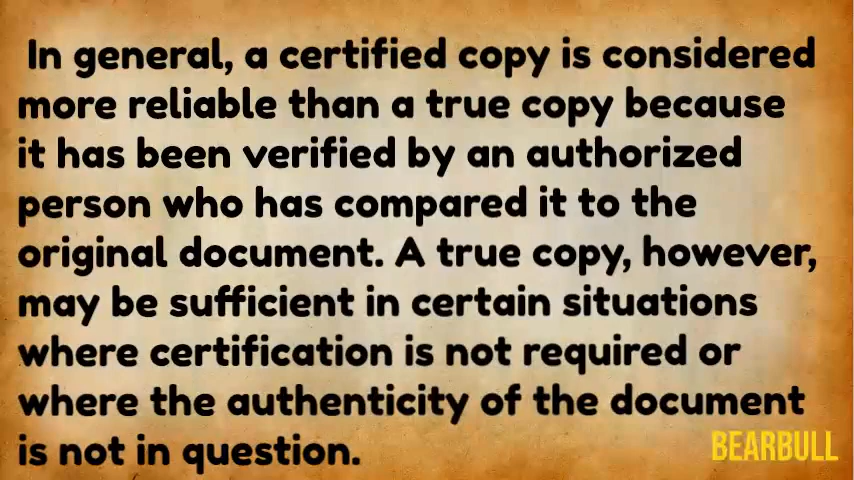 In general, a certified copy is considered
more reliable than a true copy because
it has been verified by an authorized
person who has compared it to the
original document. A true copy, however,
may be sufficient in certain situations
where certification is not required or
where the authenticity of the document
is not in question.
BEARBULL